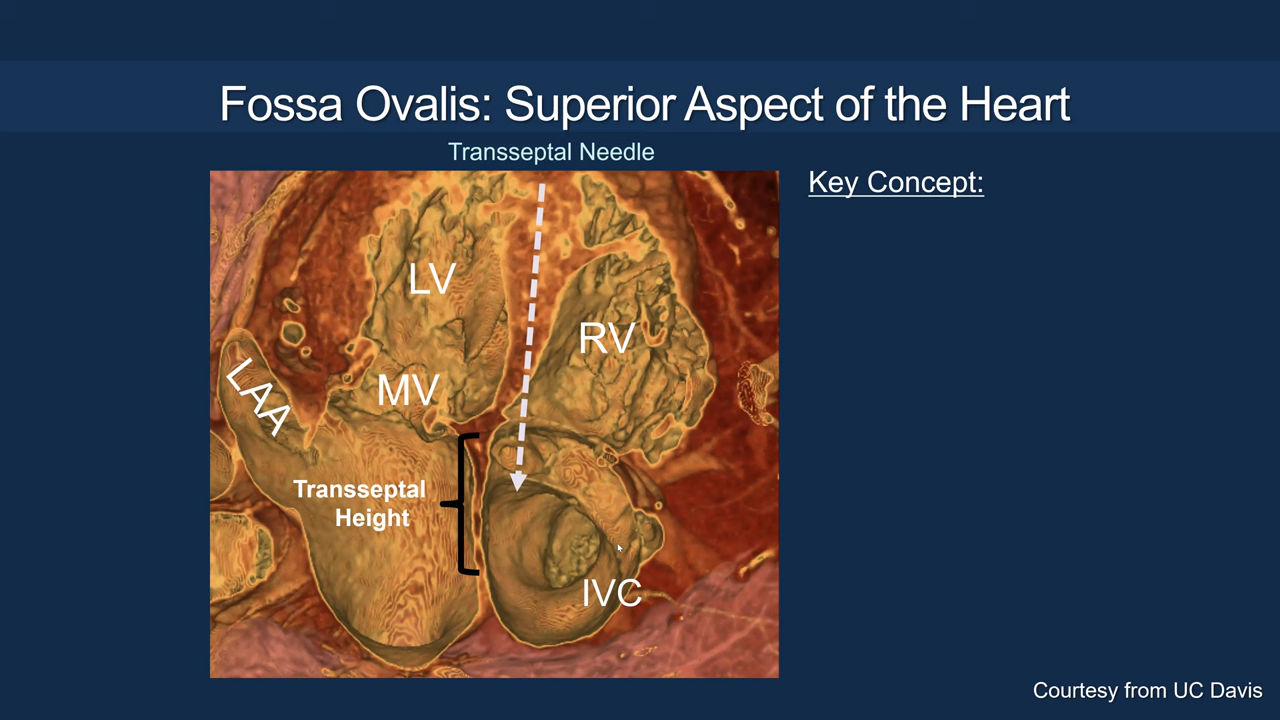 Fossa Ovalis: Superior Aspect of the Heart
Transseptal Needle
Key Concept:
LV
RV
MV
LAA
Transseptal
Height
IVC
Courtesy from UC Davis